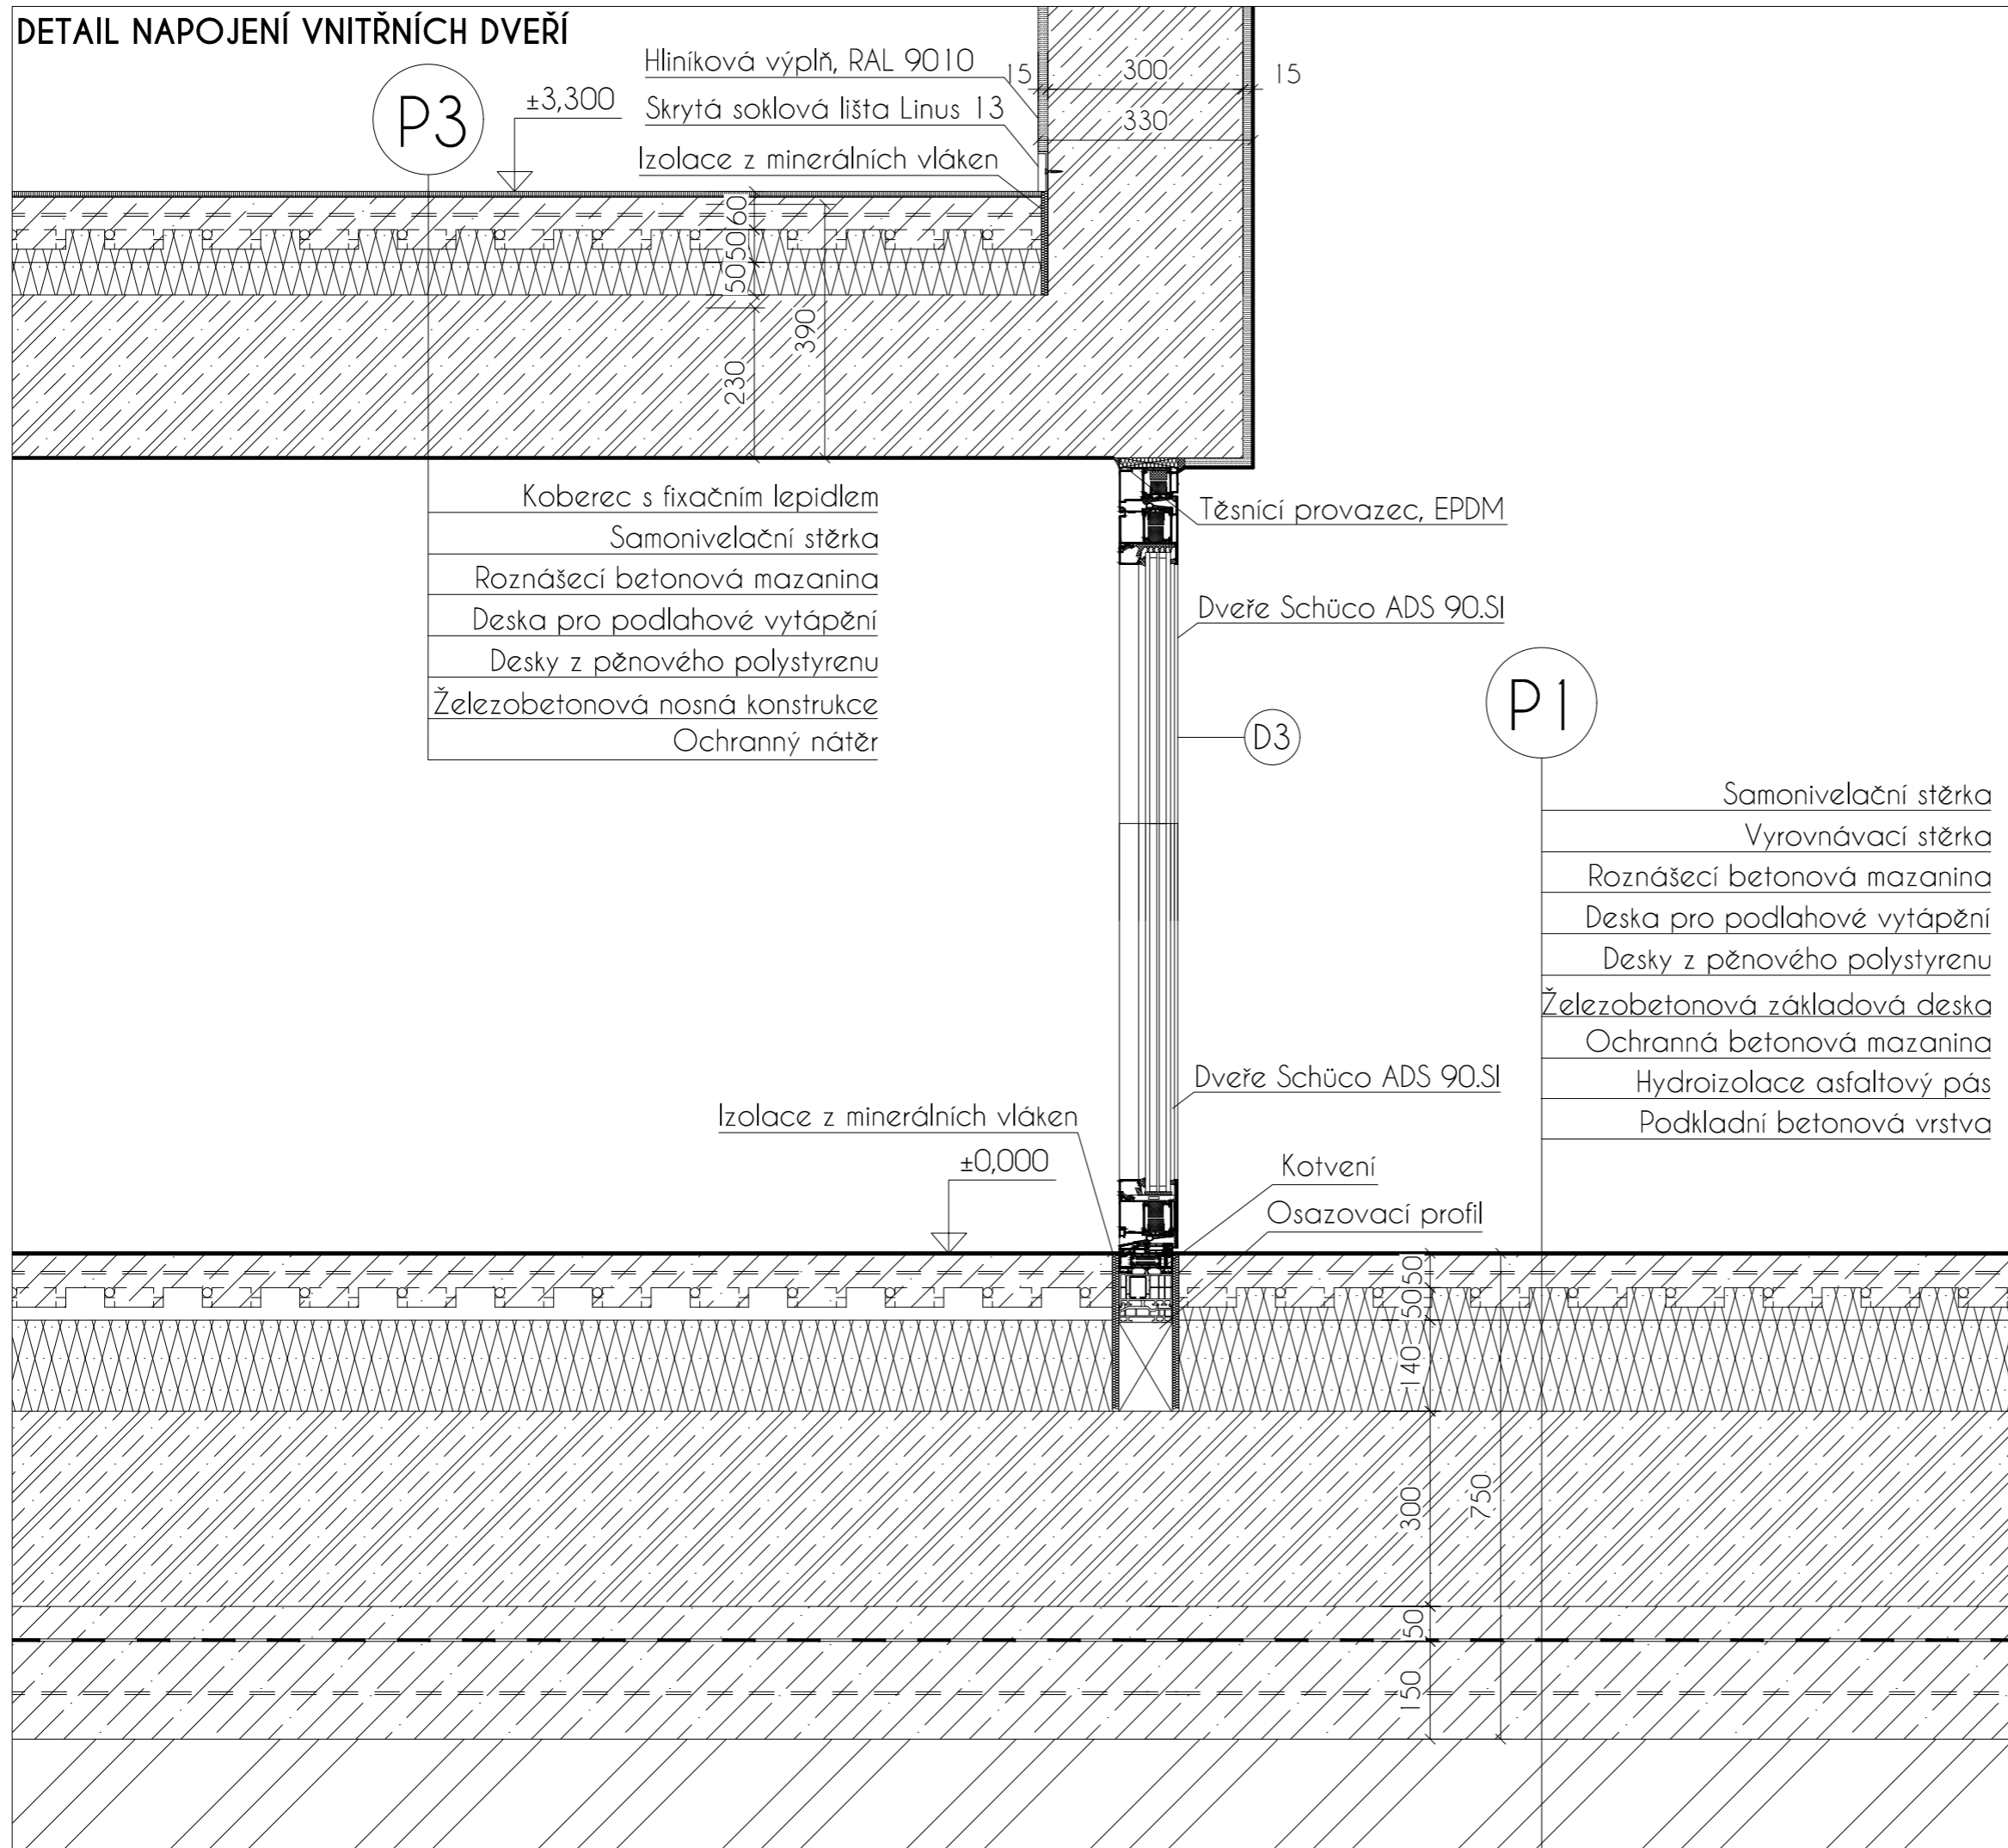 DETAIL NAPOJENÍ VNITŘNÍCH DVEŘÍ
P3
±3,300
Hliníková výplň, RAL 9010
Skrytá soklová lišta Linus 13
Izolace z minerálních vláken
15
300
15
330
60
50
50
230
390
Koberec s fixačním lepidlem
Samonivelační stěrka
Roznášecí betonová mazanina
Deska pro podlahové vytápění
Desky z pěnového polystyrenu
Železobetonová nosná konstrukce
Ochranný nátěr
Těsnící provazec, EPDM
Dveře Schüco ADS 90.SI
D3
P1
Samonivelační stěrka
Vyrovnávací stěrka
Roznášecí betonová mazanina
Deska pro podlahové vytápění
Desky z pěnového polystyrenu
Železobetonová základová deska
Ochranná betonová mazanina
Hydroizolace asfaltový pás
Podkladní betonová vrstva
Dveře Schüco ADS 90.SI
Izolace z minerálních vláken
±0,000
Kotvení
Osazovací profil
50
50
140
300
750
50
150